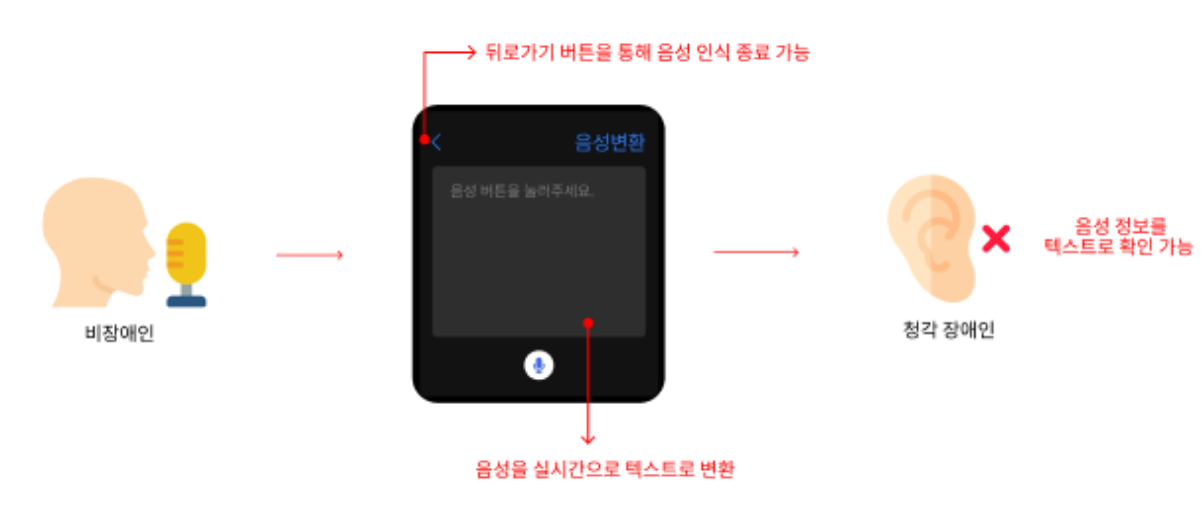 뒤로가기 버튼을 통해 음성 인식 종료 가능
음성변환
음성 버튼을 눌러주세요.
비장애인
청각 장애인
음성 정보를
텍스트로 확인 가능
음성을 실시간으로 텍스트로 변환